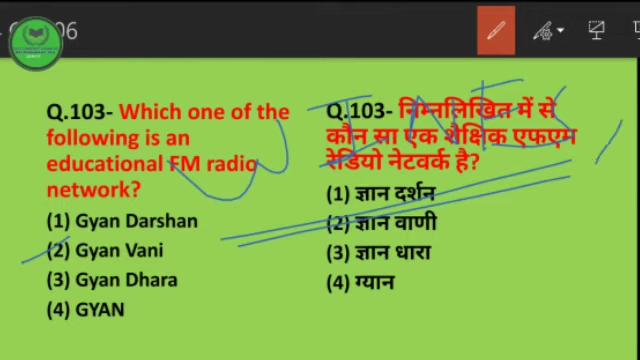 06
Q.103- Which one of the
following is an
educational FM radio
network?
(1) Gyan Darshan
(2) Gyan Vani
(3) Gyan Dhara
(4) GYAN
Q.103- निम्नलिखित में से
कौन सा एक शैक्षिक एफएम
रेडियो नेटवर्क है?
(1) ज्ञान दर्शन
(2) ज्ञान वाणी
(3) ज्ञान धारा
(4) ग्यान